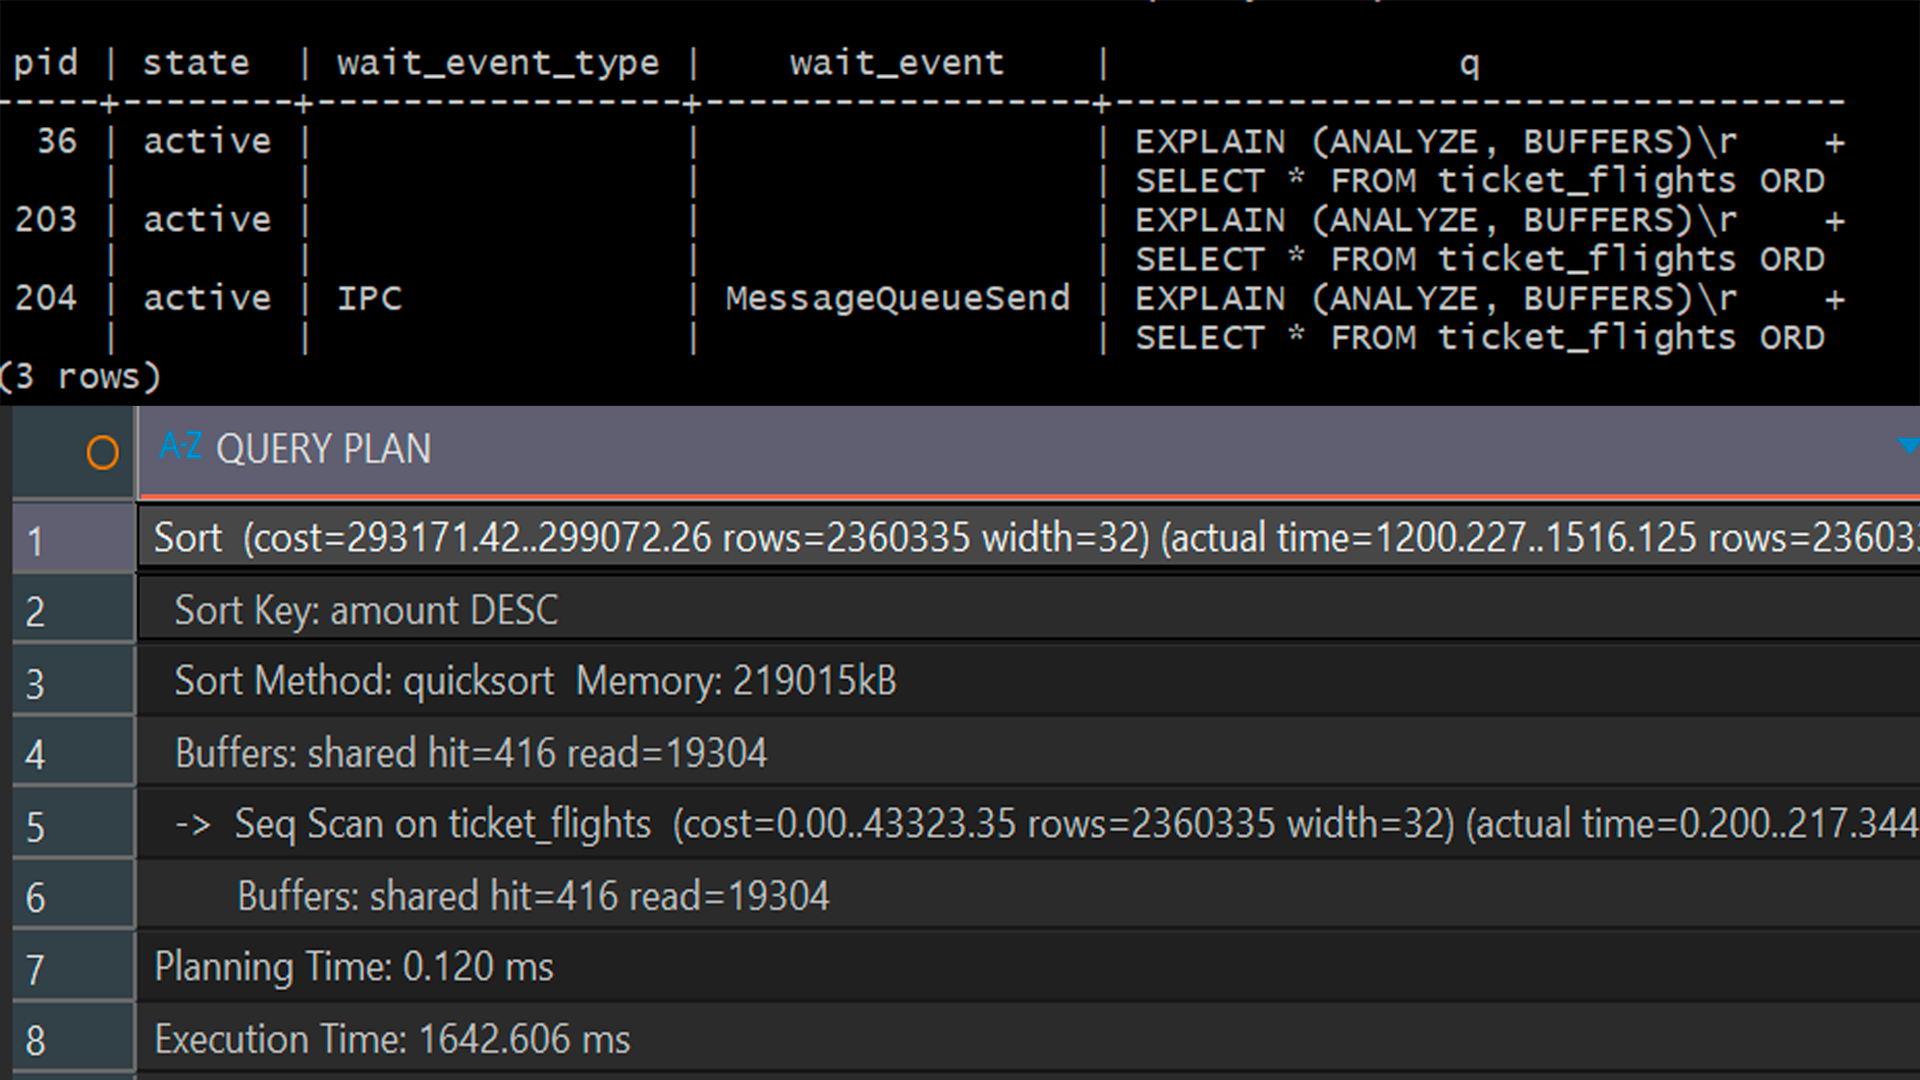 pid | state | wait_event_type | wait_event | q
-----+--------+-----------------+------------------+----------------------------------
36 | active | | | EXPLAIN (ANALYZE, BUFFERS)\r +
| | | | SELECT * FROM ticket_flights ORD
203 | active | | | EXPLAIN (ANALYZE, BUFFERS)\r +
| | | | SELECT * FROM ticket_flights ORD
204 | active | IPC | MessageQueueSend | EXPLAIN (ANALYZE, BUFFERS)\r +
| | | | SELECT * FROM ticket_flights ORD
(3 rows)
A-Z QUERY PLAN
1 Sort (cost=293171.42..299072.26 rows=2360335 width=32) (actual time=1200.227..1516.125 rows=236033
2 Sort Key: amount DESC
3 Sort Method: quicksort Memory: 219015kB
4 Buffers: shared hit=416 read=19304
5 -> Seq Scan on ticket_flights (cost=0.00..43323.35 rows=2360335 width=32) (actual time=0.200..217.344
6 Buffers: shared hit=416 read=19304
7 Planning Time: 0.120 ms
8 Execution Time: 1642.606 ms